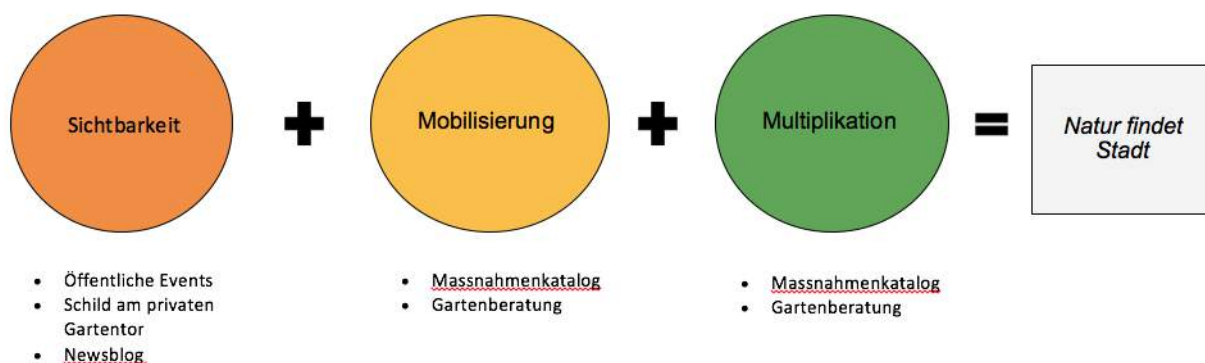 Sichtbarkeit
Mobilisierung
Multiplikation
Natur findet
Stadt
• Öffentliche Events
• Schild am privaten
Gartentor
• Newsblog
• Massnahmenkatalog
• Gartenberatung
• Massnahmenkatalog
• Gartenberatung